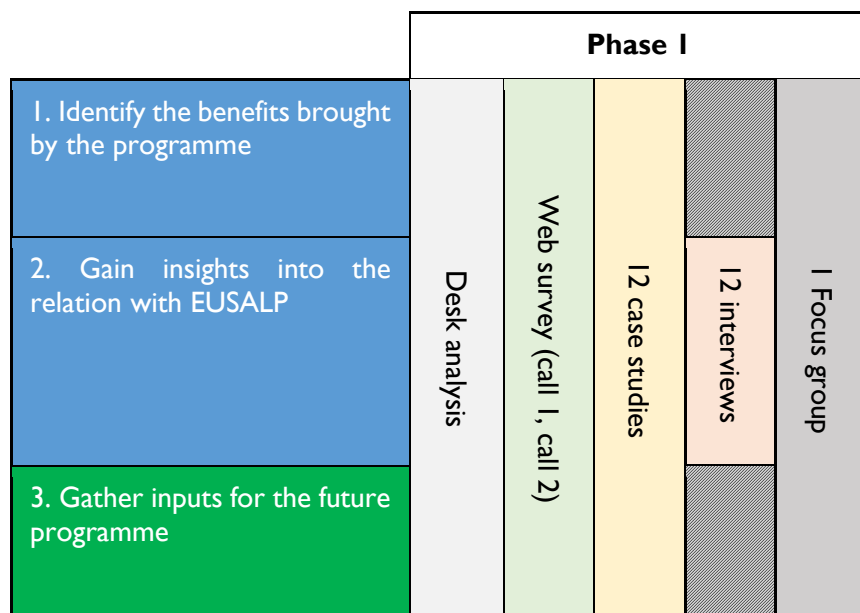 Phase 1
1. Identify the benefits brought
by the programme
2. Gain insights into the
relation with EUSALP
3. Gather inputs for the future
programme
Desk analysis
Web survey (call 1, call 2)
12 case studies
12 interviews
1 Focus group